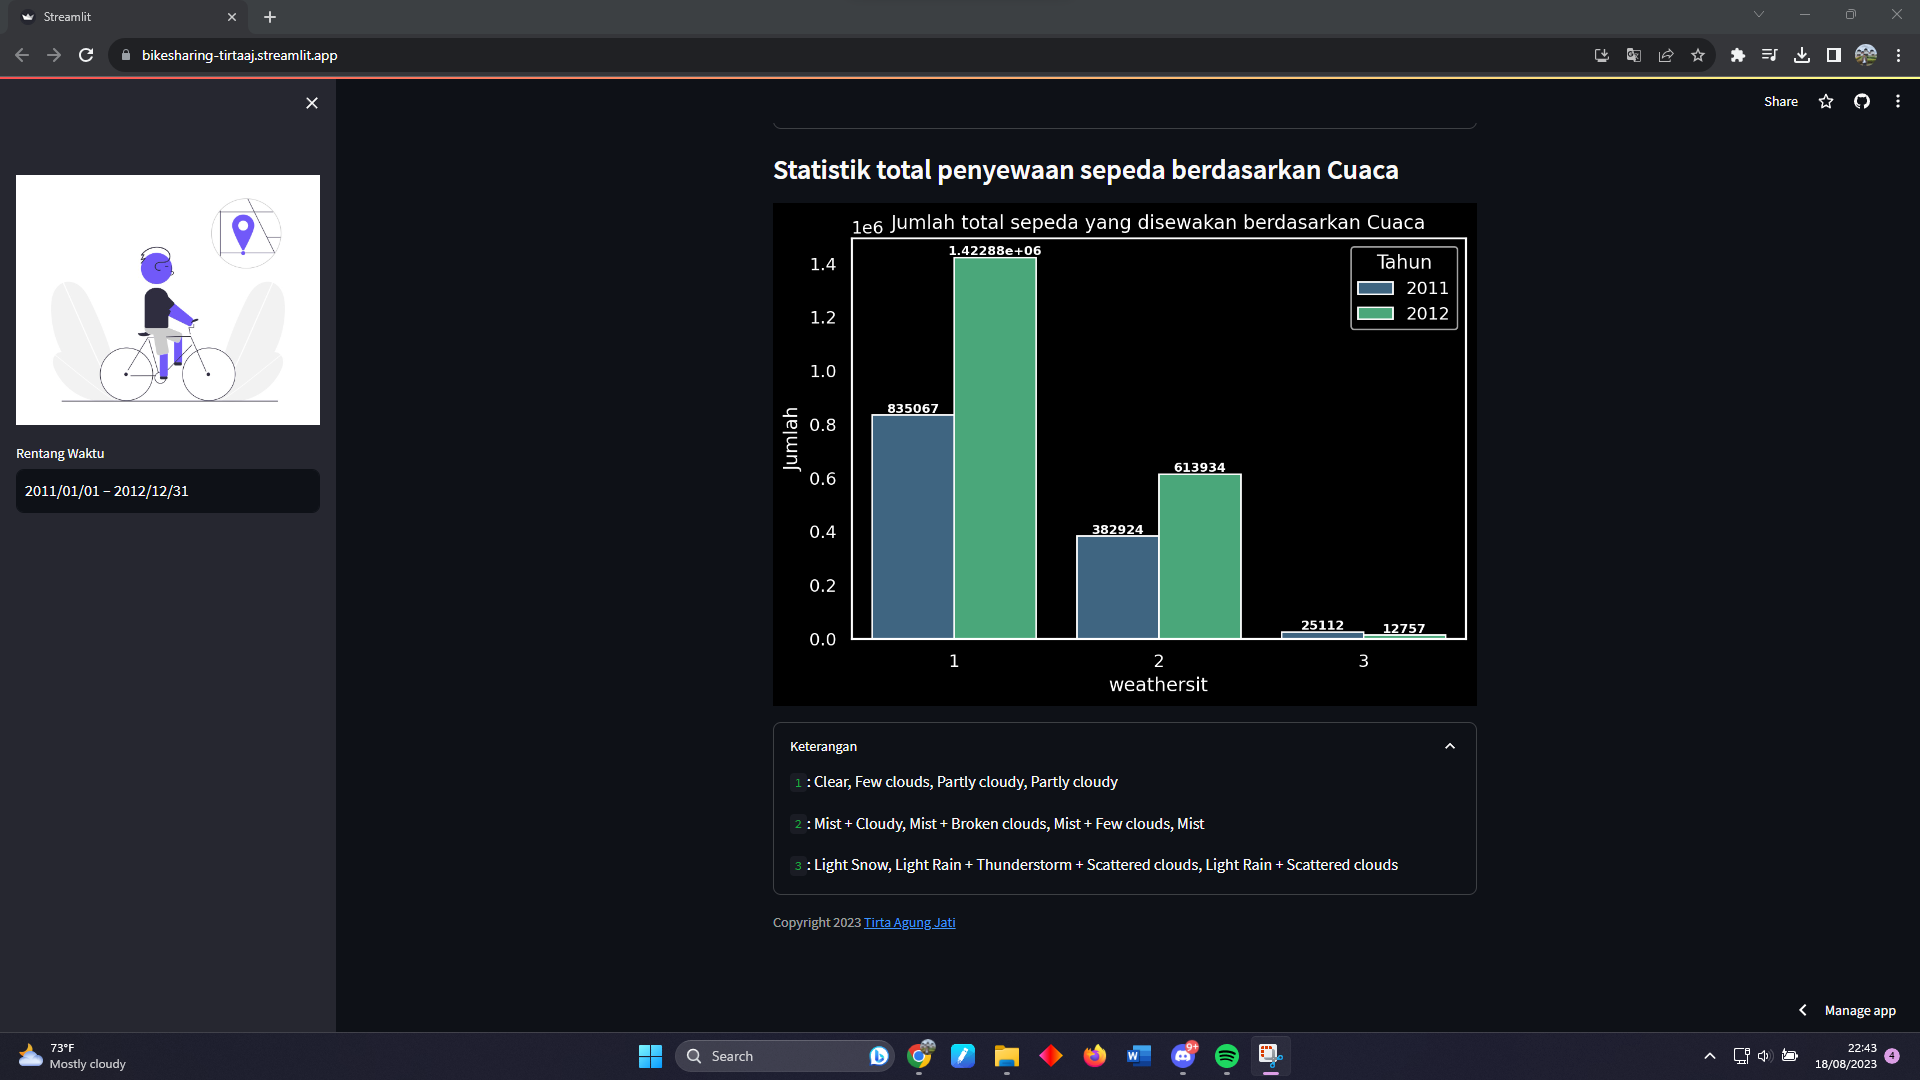 Streamlit
bikesharing-tirtaaj.streamlit.app
Share
Rentang Waktu
2011/01/01 – 2012/12/31
Statistik total penyewaan sepeda berdasarkan Cuaca
1e6 Jumlah total sepeda yang disewakan berdasarkan Cuaca
1.42288e+06
835067
613934
382924
25112
12757
Tahun
2011
2012
1.4
1.2
1.0
0.8
0.6
0.4
0.2
0.0
Jumlah
1 2 3
weathersit
Keterangan
1 : Clear, Few clouds, Partly cloudy, Partly cloudy
2 : Mist + Cloudy, Mist + Broken clouds, Mist + Few clouds, Mist
3 : Light Snow, Light Rain + Thunderstorm + Scattered clouds, Light Rain + Scattered clouds
Copyright 2023 Tirta Agung Jati
Manage app
73°F
Mostly cloudy
Search
9+
22:43
18/08/2023
4